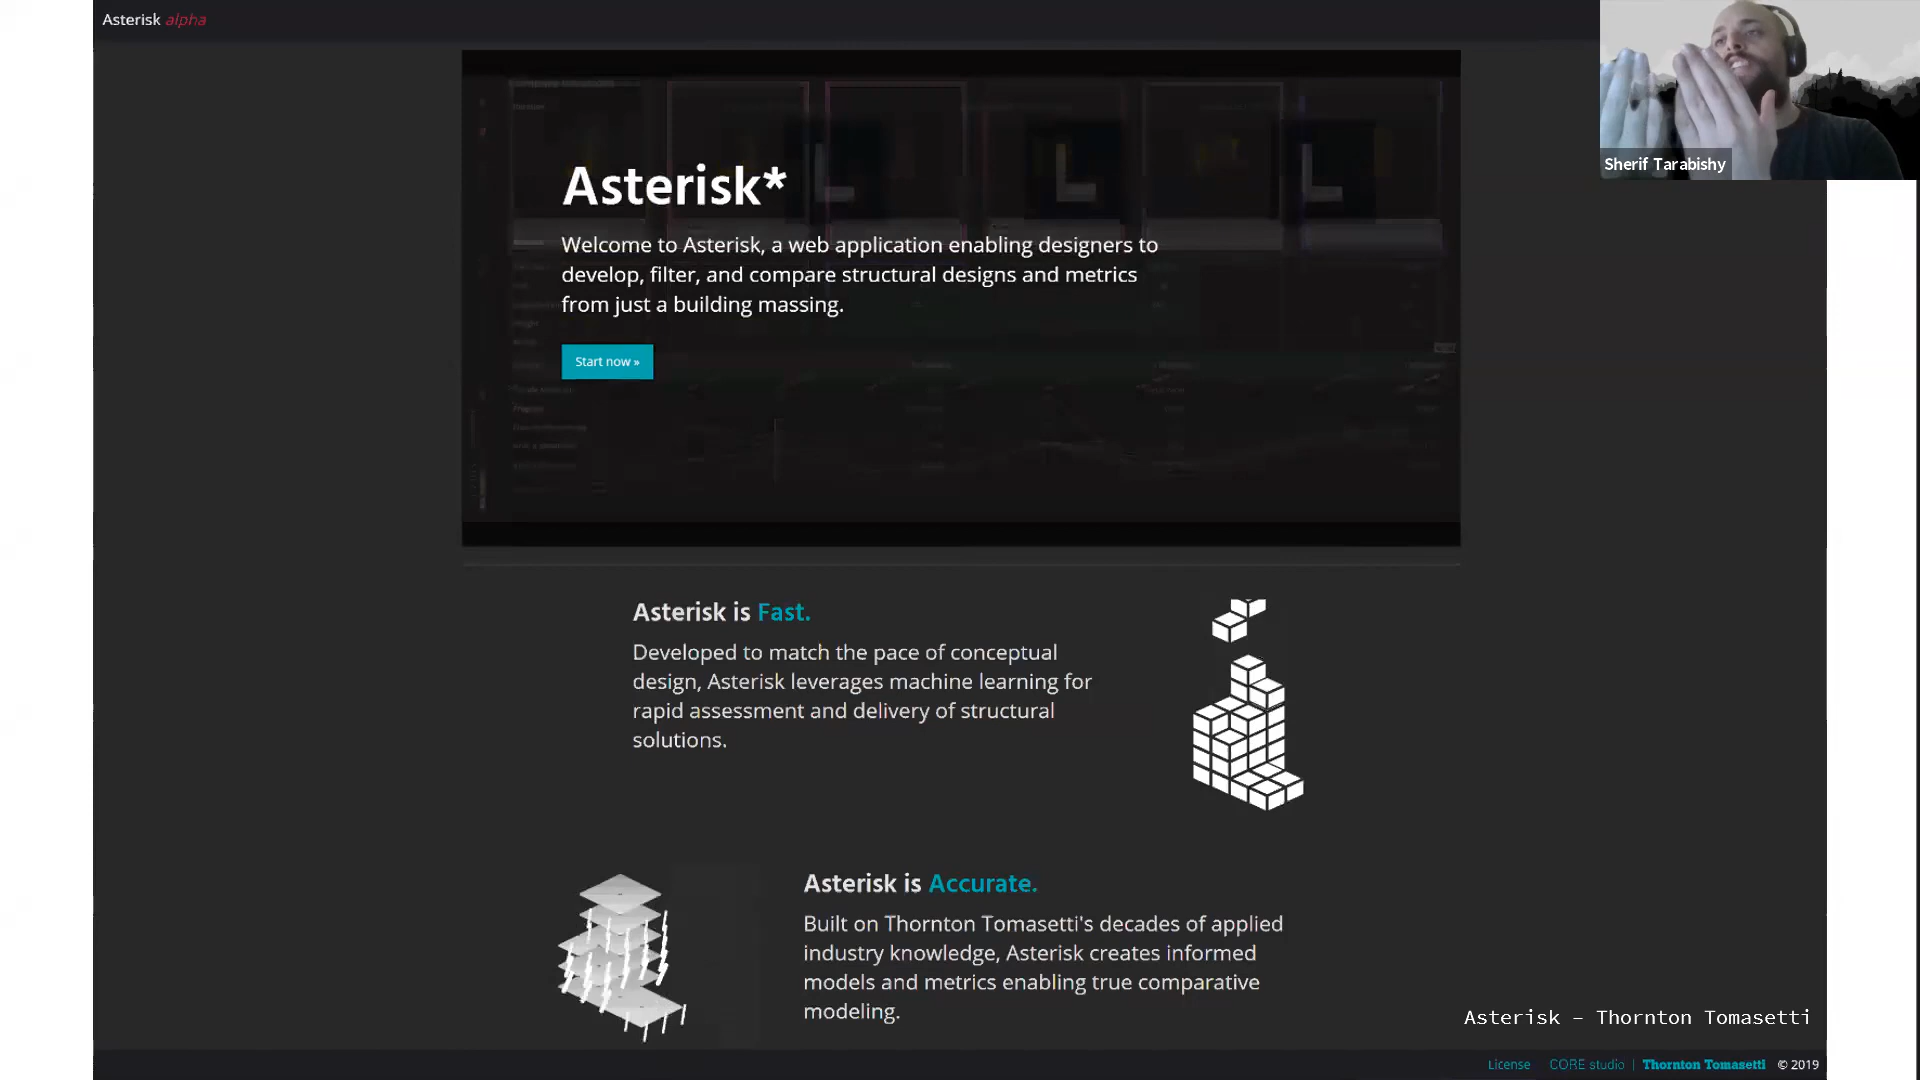 Asterisk alpha
Sherif Tarabishy
Asterisk*
Welcome to Asterisk, a web application enabling designers to
develop, filter, and compare structural designs and metrics
from just a building massing.
Start now »
Asterisk is Fast.
Developed to match the pace of conceptual
design, Asterisk leverages machine learning for
rapid assessment and delivery of structural
solutions.
Asterisk is Accurate.
Built on Thornton Tomasetti's decades of applied
industry knowledge, Asterisk creates informed
models and metrics enabling true comparative
modeling.
Asterisk – Thornton Tomasetti
License CORE studio | Thornton Tomasetti © 2019